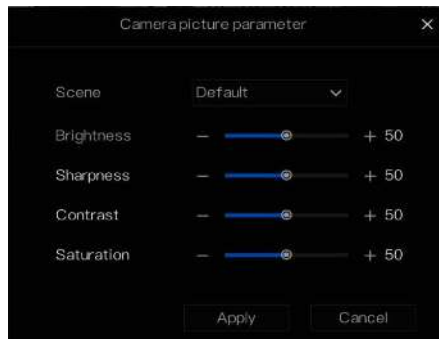 Camera picture parameter
Scene Default
Brightness − + 50
Sharpness − + 50
Contrast − + 50
Saturation − + 50
Apply Cancel